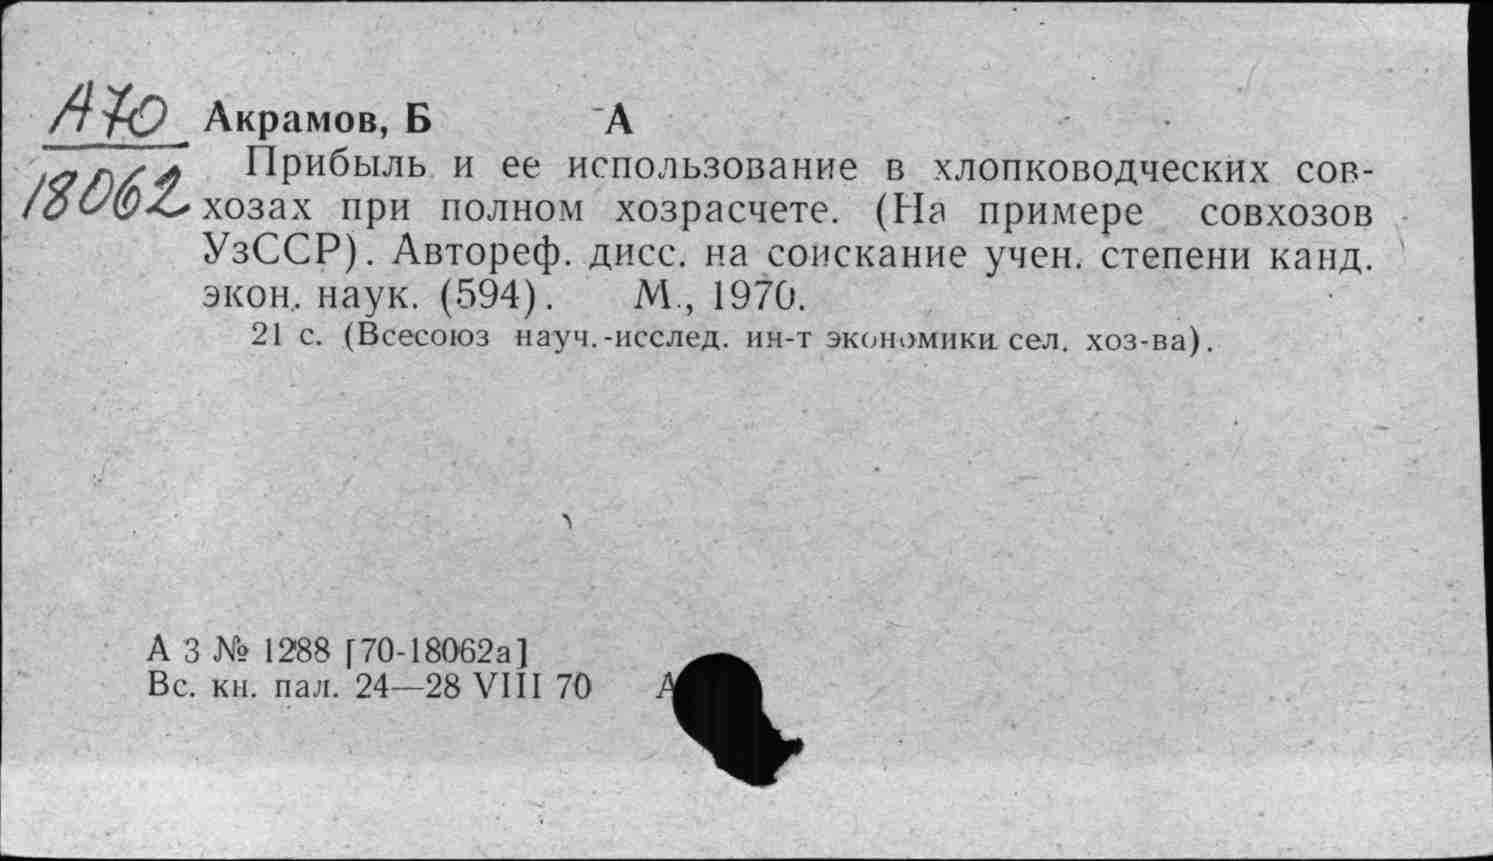 А70
18062
Акрамов, Б А
Прибыль и ее использование в хлопководческих сов-
хозах при полном хозрасчете. (На примере совхозов
УзССР). Автореф. дисс. на соискание учен. степени канд.
экон. наук. (594). М., 1970.
21 с. (Всесоюз науч.-исслед. ин-т экономики сел. хоз-ва).
А 3 № 1288 [70-18062а]
Вс. кн. пал. 24—28 VIII 70